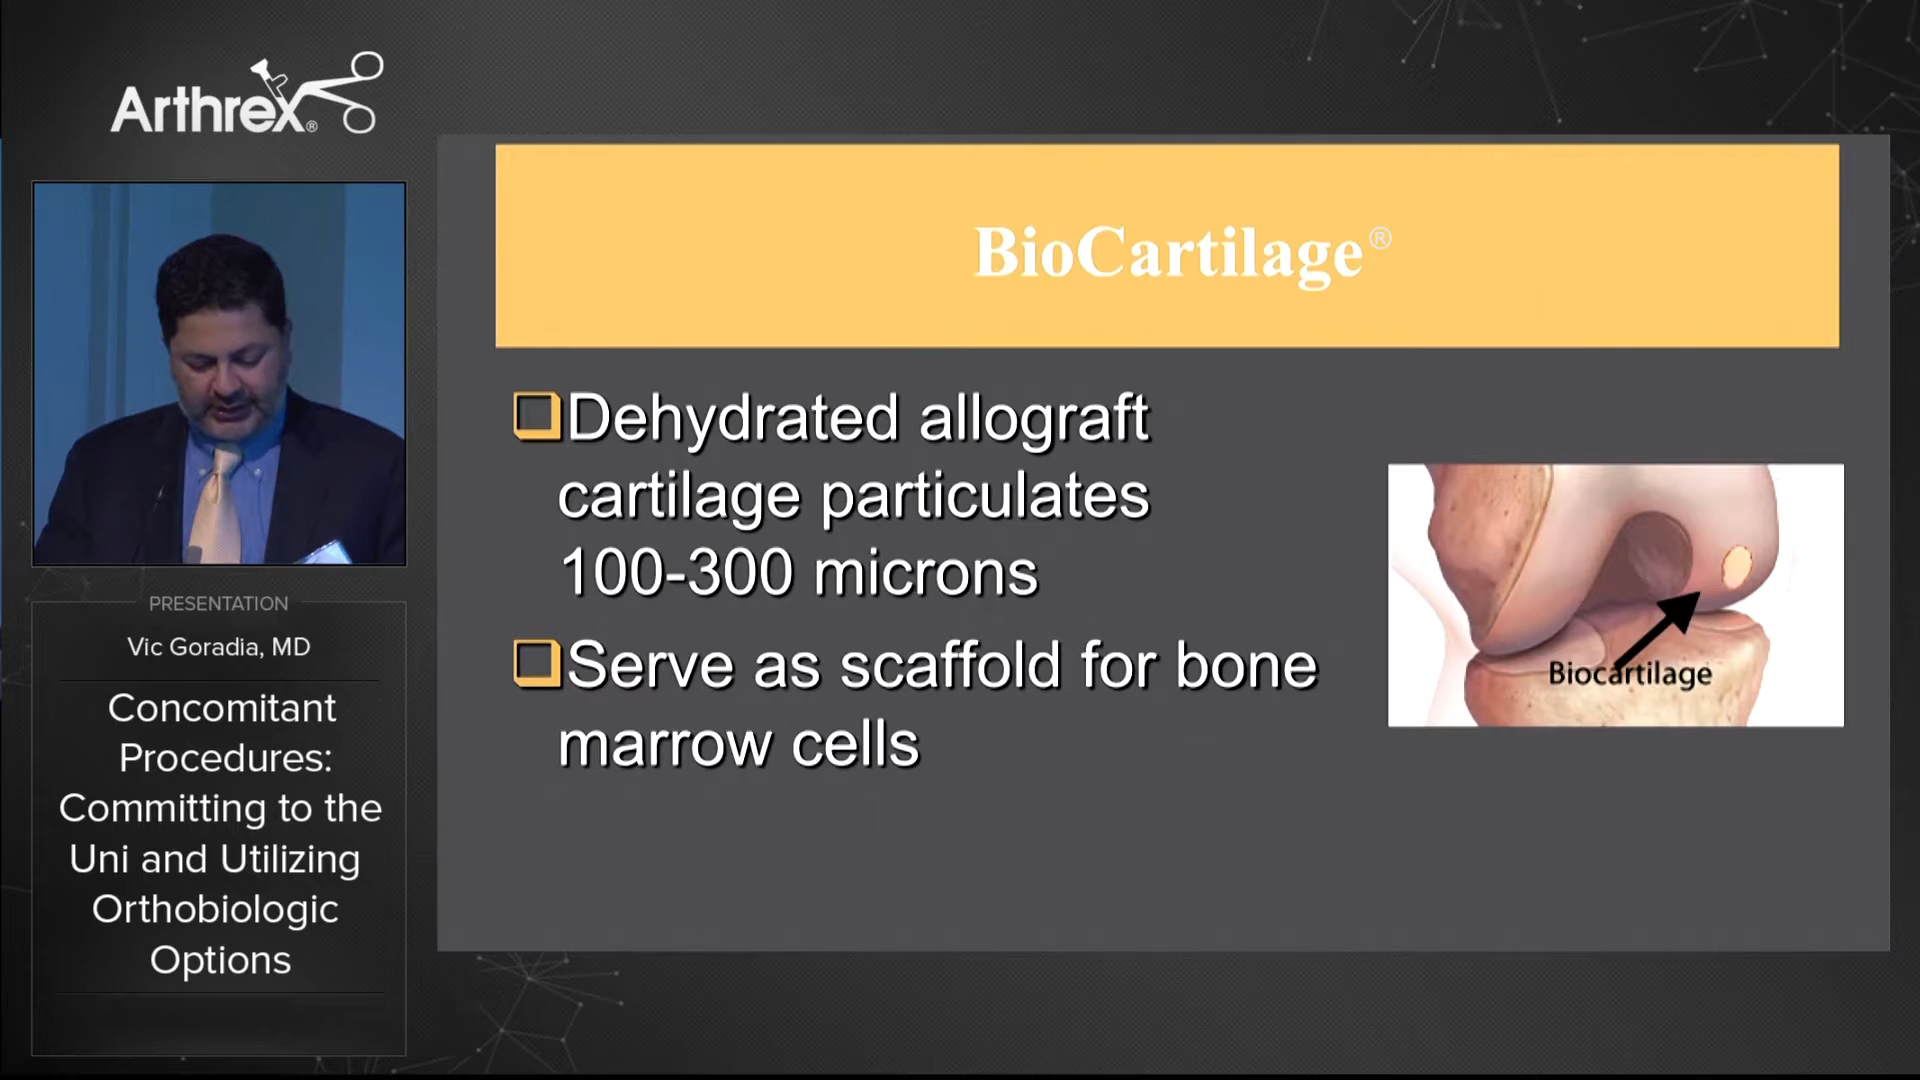 Arthrex®
PRESENTATION
Vic Goradia, MD
Concomitant
Procedures:
Committing to the
Uni and Utilizing
Orthobiologic
Options
BioCartilage®
Dehydrated allograft
cartilage particulates
100-300 microns
Serve as scaffold for bone
marrow cells
Biocartilage